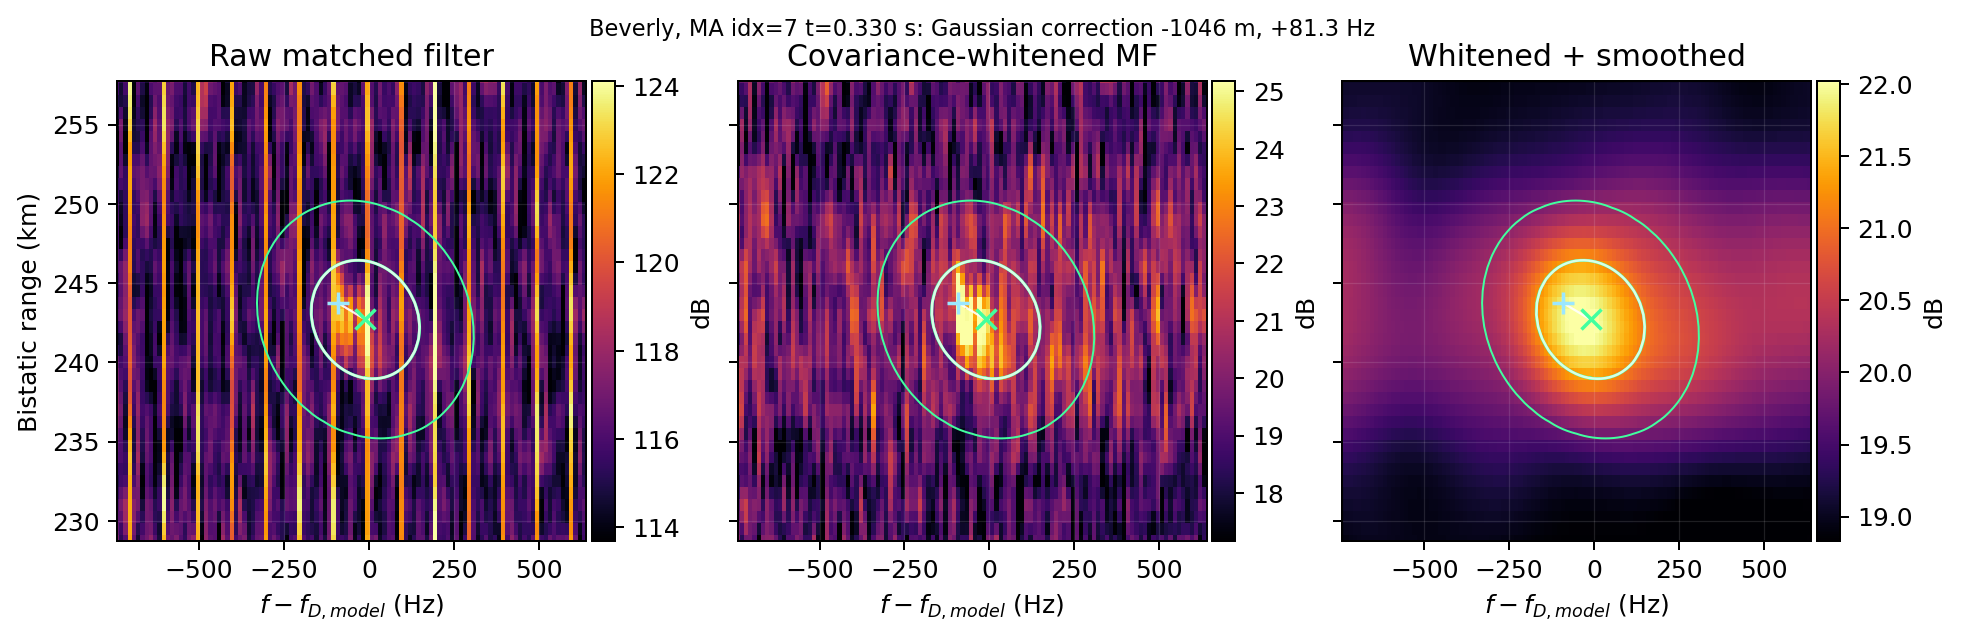 Beverly, MA idx=7 t=0.330 s: Gaussian correction -1046 m, +81.3 Hz
Raw matched filter
Covariance-whitened MF
Whitened + smoothed
Bistatic range (km)
255
250
245
240
235
230
−500 −250 0 250 500
f − f_{D, model} (Hz)
124
122
120
118
116
114
dB
−500 −250 0 250 500
f − f_{D, model} (Hz)
25
24
23
22
21
20
19
18
dB
−500 −250 0 250 500
f − f_{D, model} (Hz)
22.0
21.5
21.0
20.5
20.0
19.5
19.0
dB